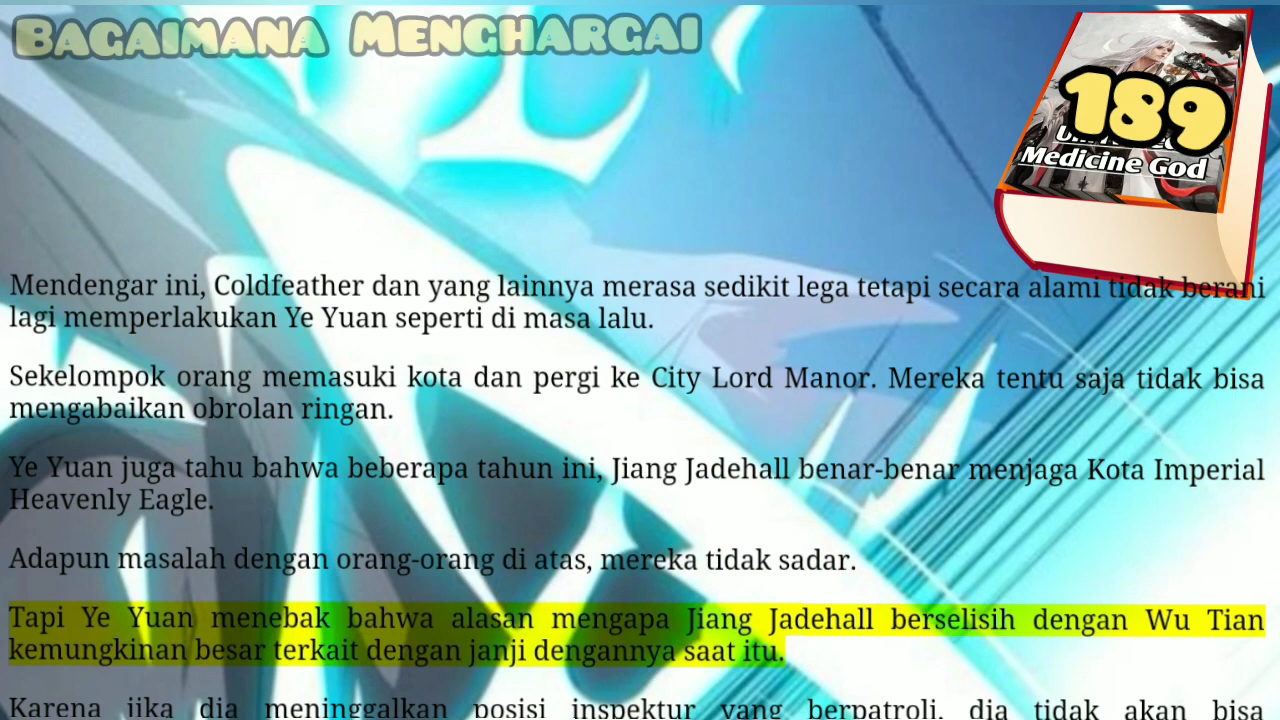 Bagaimana Menghargai
189
Medicine God
Mendengar ini, Coldfeather dan yang lainnya merasa sedikit lega tetapi secara alami tidak berani
lagi memperlakukan Ye Yuan seperti di masa lalu.
Sekelompok orang memasuki kota dan pergi ke City Lord Manor. Mereka tentu saja tidak bisa
mengabaikan obrolan ringan.
Ye Yuan juga tahu bahwa beberapa tahun ini, Jiang Jadehall benar-benar menjaga Kota Imperial
Heavenly Eagle.
Adapun masalah dengan orang-orang di atas, mereka tidak sadar.
Tapi Ye Yuan menebak bahwa alasan mengapa Jiang Jadehall berselisih dengan Wu Tian
kemungkinan besar terkait dengan janji dengannya saat itu.
Karena jika dia meninggalkan posisi inspektur yang berpatroli, dia tidak akan bisa